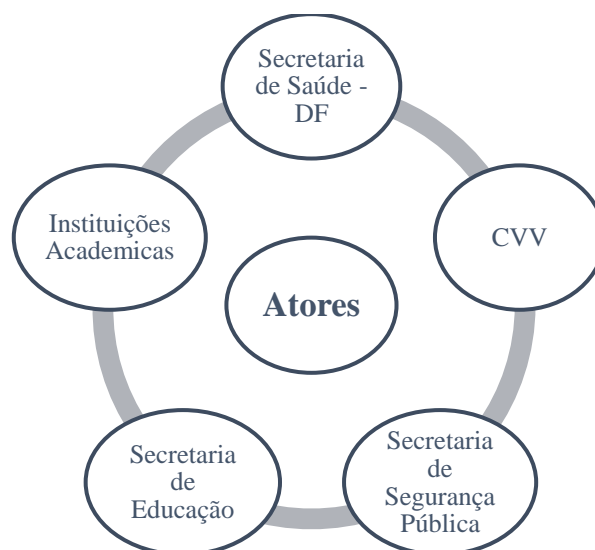 Secretaria
de Saúde -
DF
Instituições
Academicas
CVV
Atores
Secretaria
de
Educação
Secretaria
de
Segurança
Pública